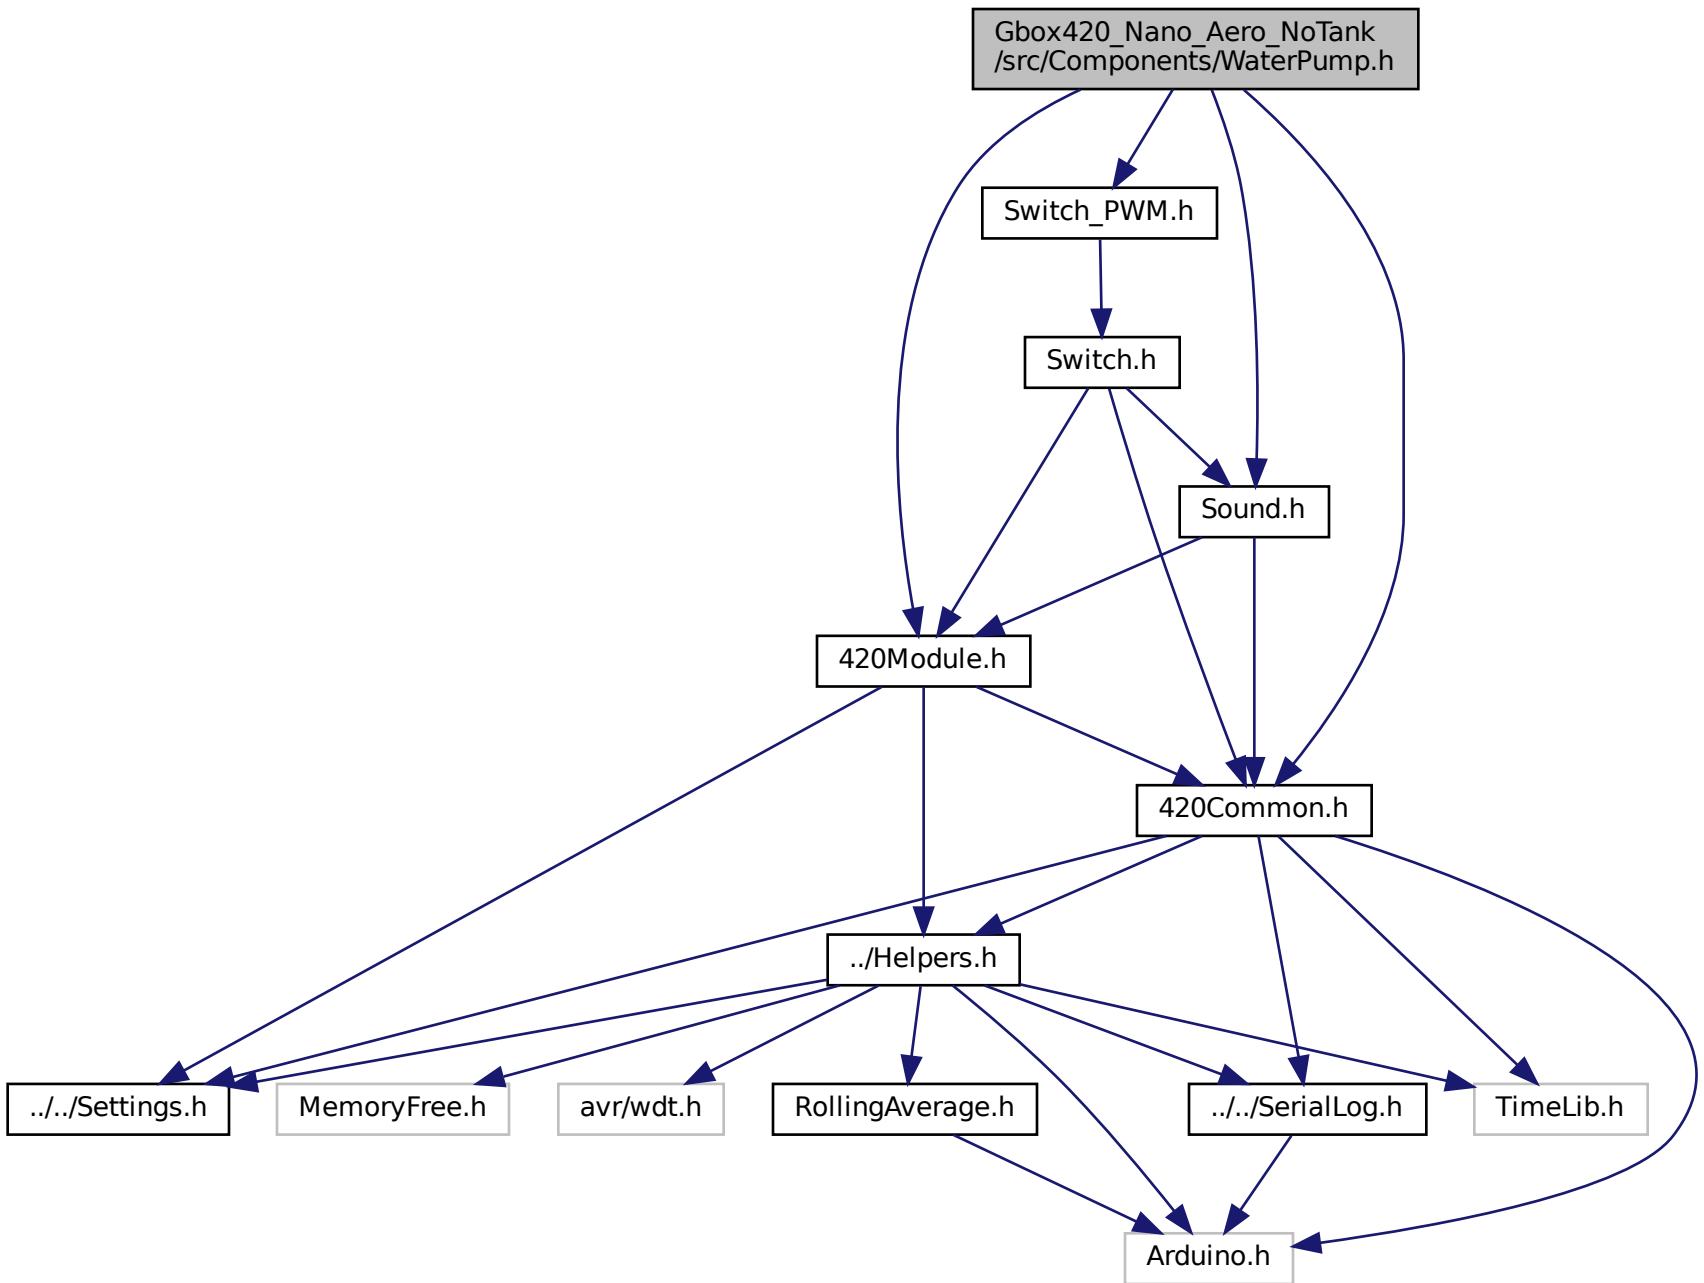 Gbox420_Nano_Aero_NoTank
/src/Components/WaterPump.h
Switch_PWM.h
Switch.h
Sound.h
420Module.h
420Common.h
../Helpers.h
../../Settings.h
MemoryFree.h
avr/wdt.h
RollingAverage.h
../../SerialLog.h
TimeLib.h
Arduino.h